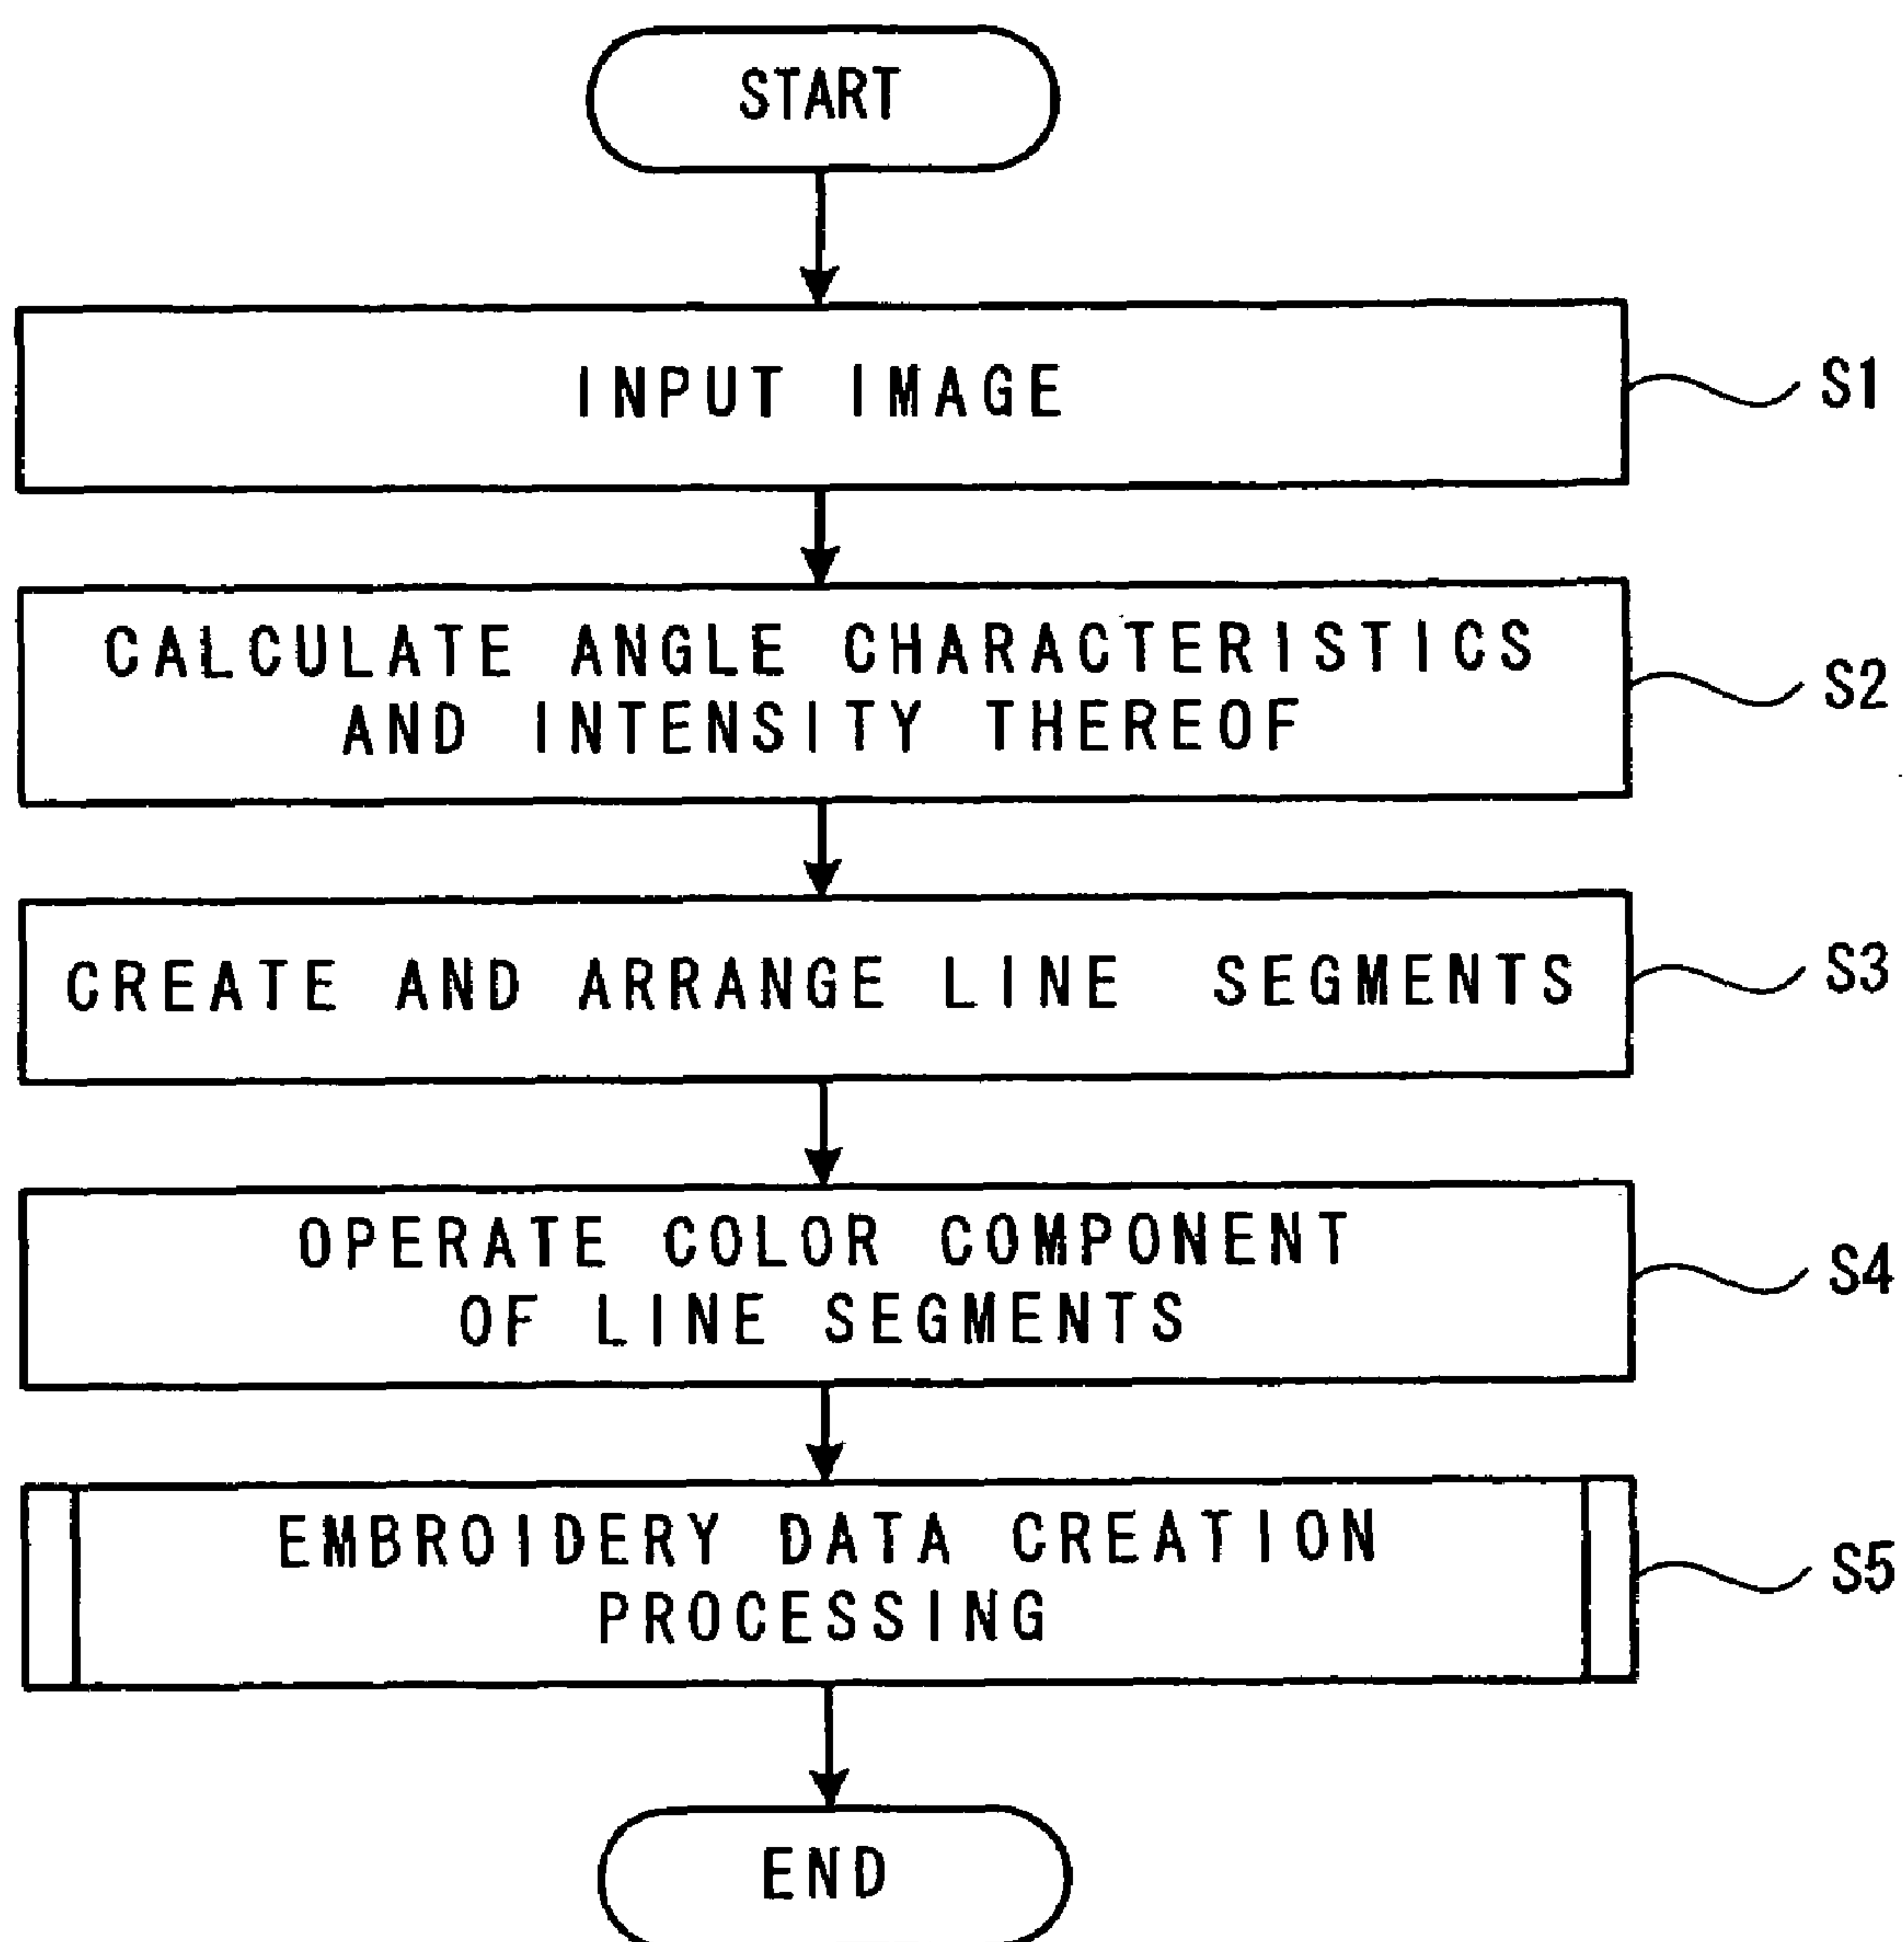 START
INPUT IMAGE
S1
CALCULATE ANGLE CHARACTERISTICS
AND INTENSITY THEREOF
S2
CREATE AND ARRANGE LINE SEGMENTS
S3
OPERATE COLOR COMPONENT
OF LINE SEGMENTS
S4
EMBROIDERY DATA CREATION
PROCESSING
S5
END